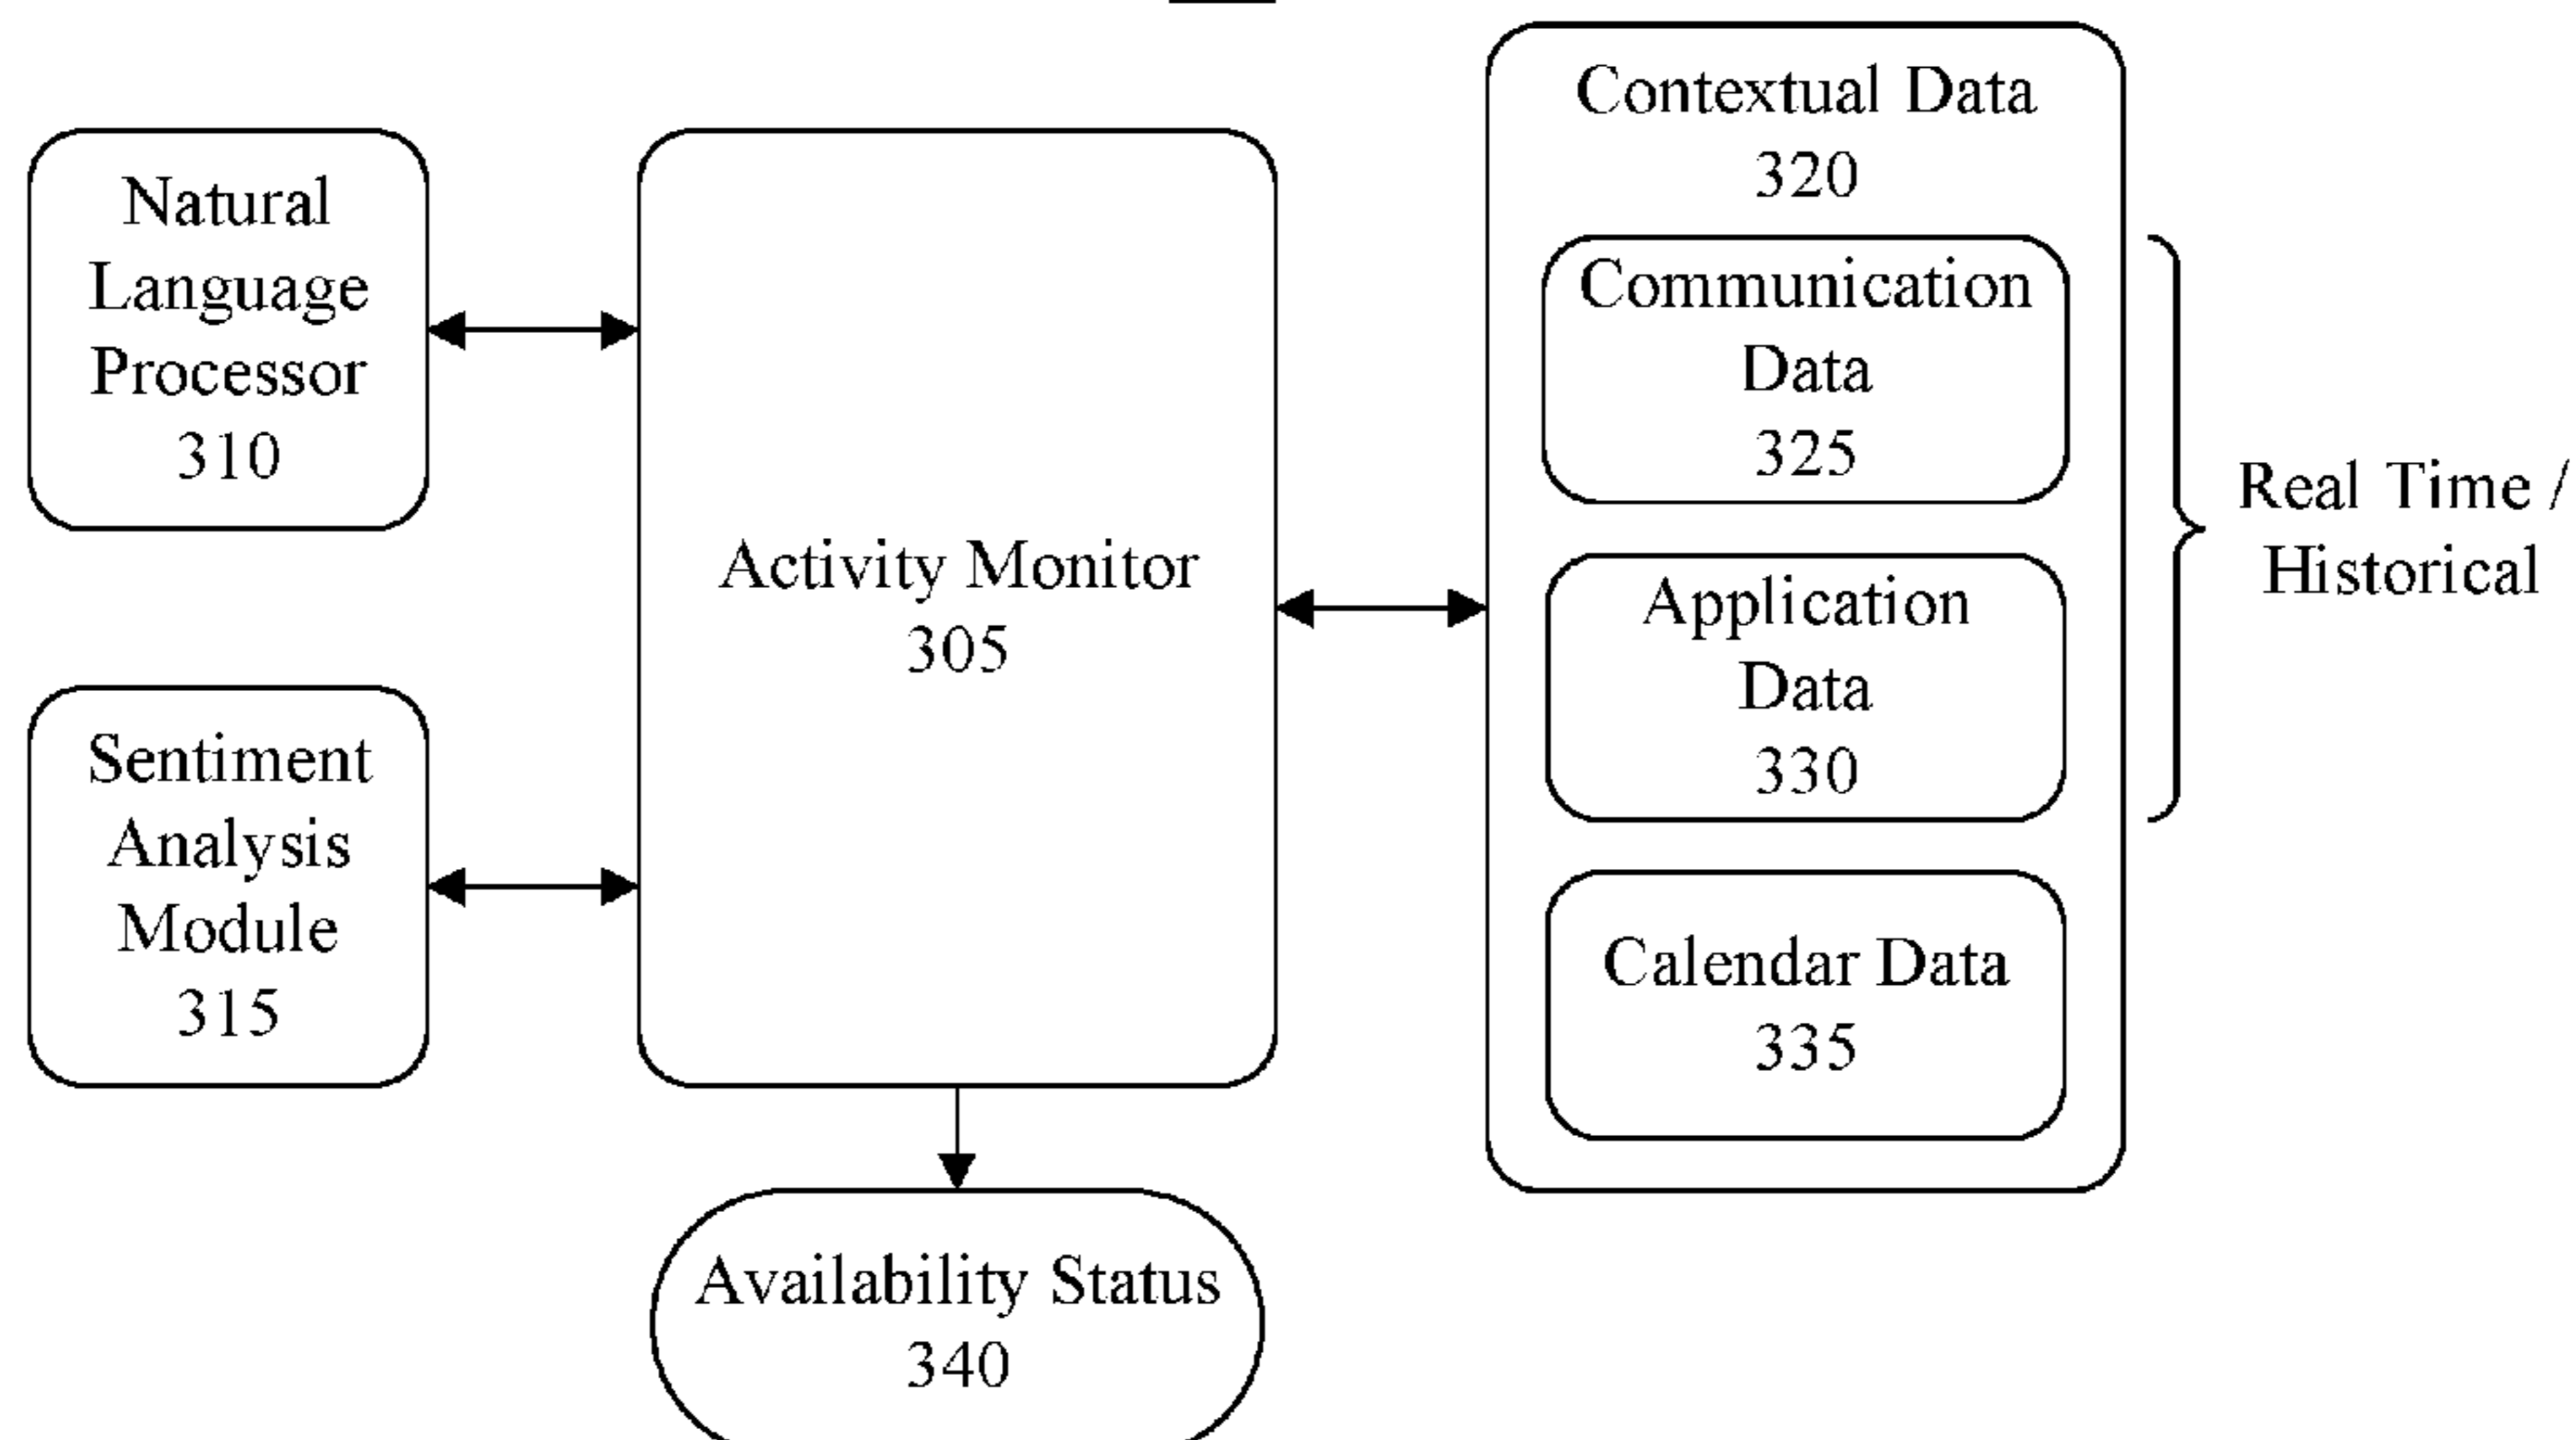 Natural
Language
Processor
310
Sentiment
Analysis
Module
315
Activity Monitor
305
Availability Status
340
Contextual Data
320
Communication
Data
325
Application
Data
330
Calendar Data
335
Real Time /
Historical